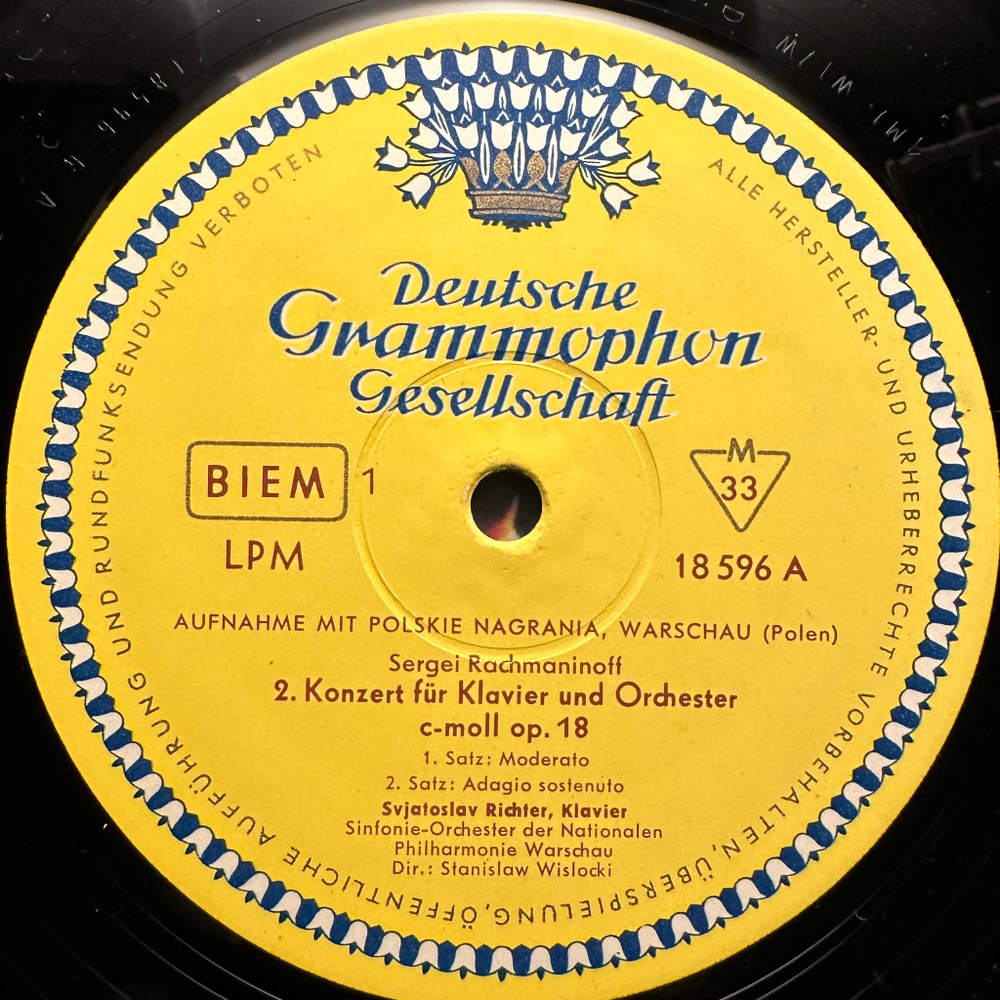 Deutsche
Grammophon
Gesellschaft
BIEM 1
M
33
LPM
18 596 A
AUFNAHME MIT POLSKIE NAGRANIA, WARSCHAU (Polen)
Sergei Rachmaninoff
2. Konzert für Klavier und Orchester
c-moll op. 18
1. Satz: Moderato
2. Satz: Adagio sostenuto
Svjatoslav Richter, Klavier
Sinfonie-Orchester der Nationalen
Philharmonie Warschau
Dir.: Stanislaw Wislocki
ALLE HERSTELLER- UND URHEBERRECHTE VORBEHALTEN, ÜBERSPIELUNG, ÖFFENTLICHE AUFFÜHRUNG UND RUNDFUNKSENDUNG VERBOTEN